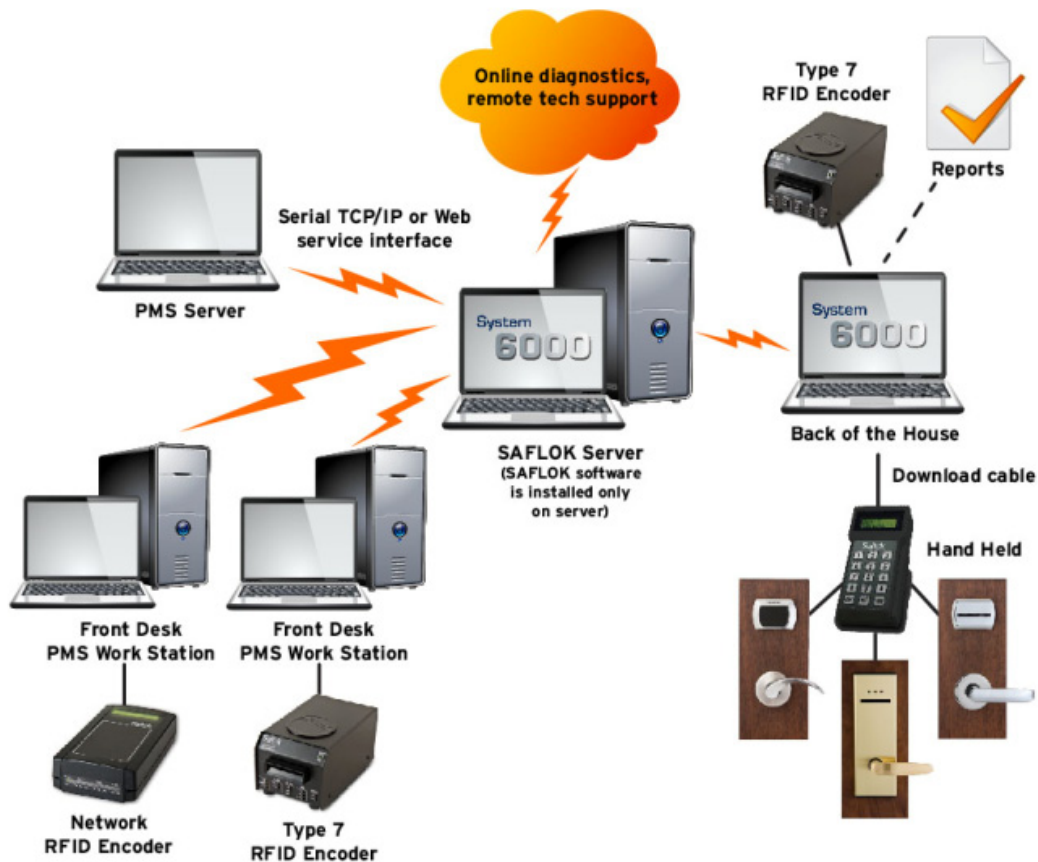 Online diagnostics,
remote tech support
Type 7
RFID Encoder
Reports
Serial TCP/IP or Web
service interface
PMS Server
System
6000
System
6000
SAFLOK Server
(SAFLOK software
is installed only
on server)
Back of the House
Download cable
Hand Held
Front Desk
PMS Work Station
Front Desk
PMS Work Station
Network
RFID Encoder
Type 7
RFID Encoder